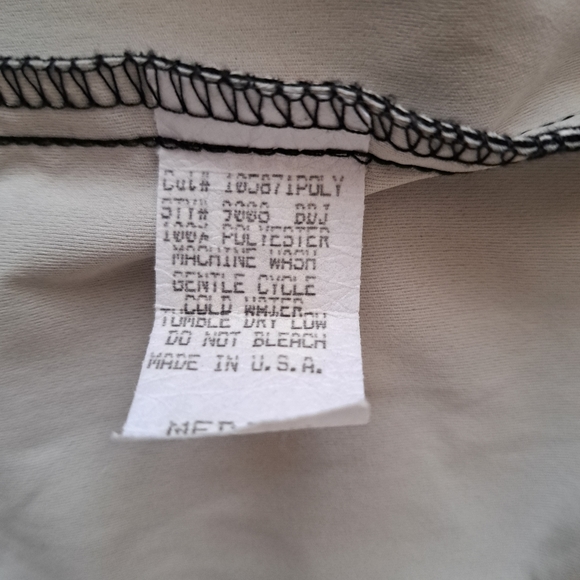 Cut# 105871POLY
STY# 9008 BDJ
100% POLYESTER
MACHINE WASH
GENTLE CYCLE
COLD WATER
TUMBLE DRY LOW
DO NOT BLEACH
MADE IN U.S.A.